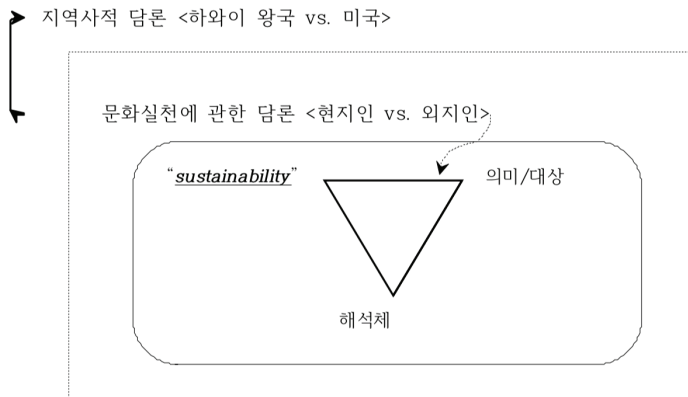 지역사적 담론 <하와이 왕국 vs. 미국>
문화실천에 관한 담론 <현지인 vs. 외지인>
“sustainability”
의미/대상
해석체